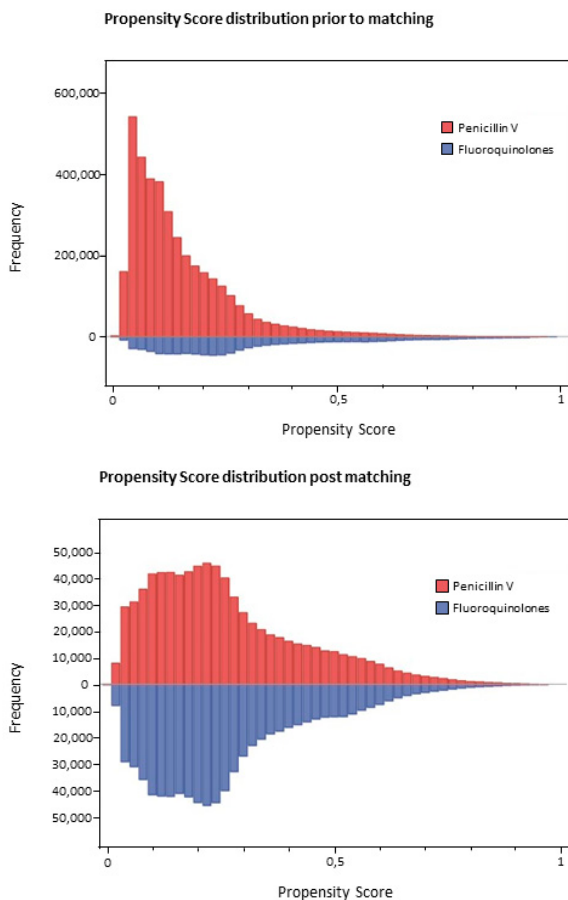 Propensity Score distribution prior to matching
600,000
400,000
200,000
0
Frequency
Penicillin V
Fluoroquinolones
0
0,5
1
Propensity Score
Propensity Score distribution post matching
50,000
40,000
30,000
20,000
10,000
0
10,000
20,000
30,000
40,000
50,000
Frequency
Penicillin V
Fluoroquinolones
0
0,5
1
Propensity Score